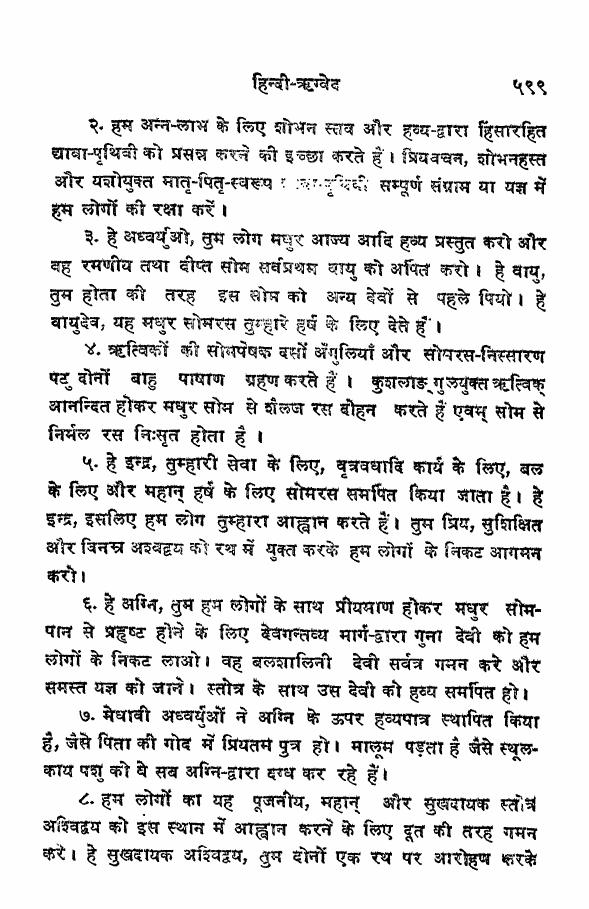 हिन्दी-ऋग्वेद ५९९
२. हम अन्न-लाभ के लिए शोभन स्तव और हव्य-द्वारा हिंसारहित
द्यावा-पृथिवी को प्रसन्न करने की इच्छा करते हैं। प्रियवचन, शोभनहस्त
और यशोयुक्त मातृ-पितृ-स्वरूप सम्पूर्ण संग्राम या यज्ञ में
हम लोगों की रक्षा करें।
३. हे अध्वर्युओ, तुम लोग मधुर आज्य आदि हव्य प्रस्तुत करो और
वह रमणीय तथा दीप्त सोम सर्वप्रथम वायु को अर्पित करो। हे वायु,
तुम होता की तरह इस सोम को अन्य देवों से पहले पियो। हे
वायुदेव, यह मधुर सोमरस तुम्हारे हर्ष के लिए देते हैं।
४. ऋत्विकों की सोमपेषक दसों अँगुलियाँ और सोमरस-निस्सारण
पटु दोनों बाहु पाषाण ग्रहण करते हैं। कुशलाङ्गुलयुक्त ऋत्विक्
आनन्दित होकर मधुर सोम से शैलज रस दोहन करते हैं एवम् सोम से
निर्मल रस निःसृत होता है।
५. हे इन्द्र, तुम्हारी सेवा के लिए, वृत्रवधादि कार्य के लिए, बल
के लिए और महान् हर्ष के लिए सोमरस समर्पित किया जाता है। हे
इन्द्र, इसलिए हम लोग तुम्हारा आह्वान करते हैं। तुम प्रिय, सुशिक्षित
और विनम्र अश्वद्वय को रथ में युक्त करके हम लोगों के निकट आगमन
करो।
६. हे अग्नि, तुम हम लोगों के साथ प्रीयमाण होकर मधुर सोम-
पान से प्रहृष्ट होने के लिए देवगन्तव्य मार्ग-द्वारा गुना देवी को हम
लोगों के निकट लाओ। वह बलशालिनी देवी सर्वत्र गमन करे और
समस्त यज्ञ को जाने। स्तोत्र के साथ उस देवी को हव्य समर्पित हो।
७. मेधावी अध्वर्युओं ने अग्नि के ऊपर हव्यपात्र स्थापित किया
है, जैसे पिता की गोद में प्रियतम पुत्र हो। मालूम पड़ता है जैसे स्थूल-
काय पशु को ये सब अग्नि-द्वारा दग्ध कर रहे हैं।
८. हम लोगों का यह पूजनीय, महान् और सुखदायक स्तोत्र
अश्विद्वय को इस स्थान में आह्वान करने के लिए दूत की तरह गमन
करे। हे सुखदायक अश्विद्वय, तुम दोनों एक रथ पर आरोहण करके